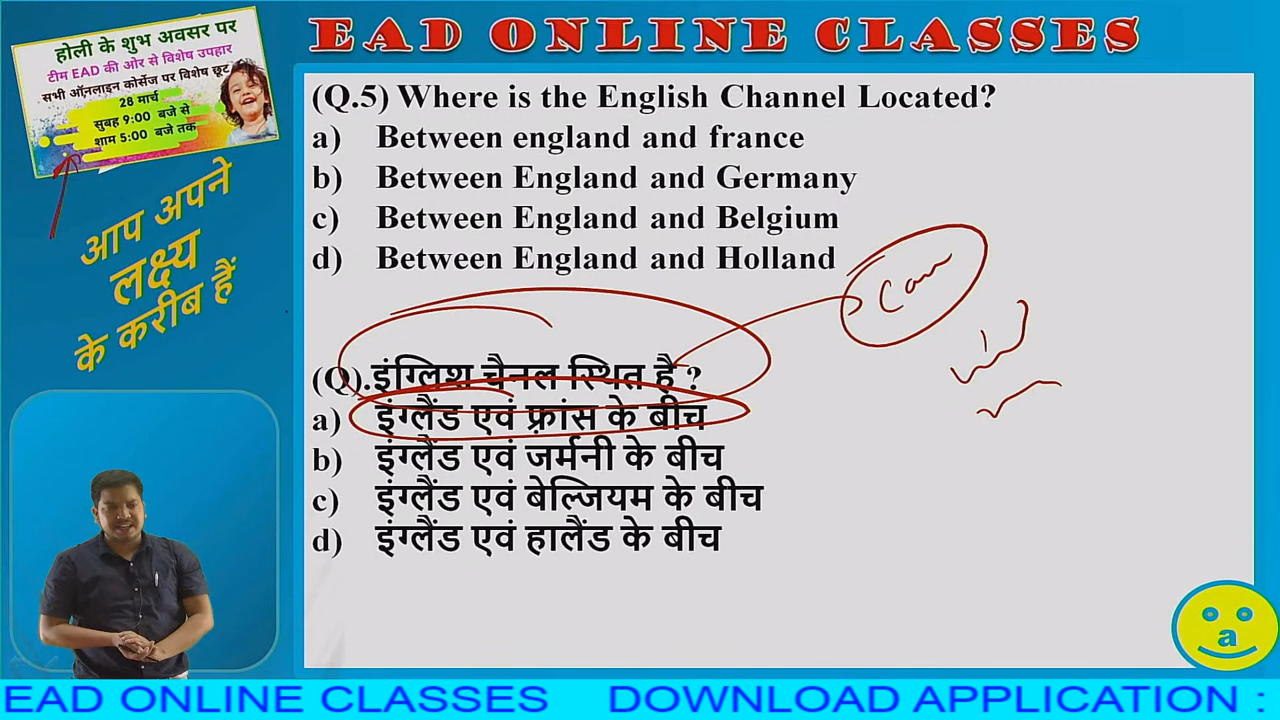 होली के शुभ अवसर पर
टीम EAD की ओर से विशेष उपहार
सभी ऑनलाइन कोर्सेज पर विशेष छूट
28 मार्च
सुबह 9:00 बजे से
शाम 5:00 बजे तक
आप अपने
लक्ष्य
के करीब हैं
EAD ONLINE CLASSES
(Q.5) Where is the English Channel Located?
a) Between england and france
b) Between England and Germany
c) Between England and Belgium
d) Between England and Holland
(Q).इंग्लिश चैनल स्थित है ?
a) इंग्लैंड एवं फ़्रांस के बीच
b) इंग्लैंड एवं जर्मनी के बीच
c) इंग्लैंड एवं बेल्जियम के बीच
d) इंग्लैंड एवं हालैंड के बीच
a
EAD ONLINE CLASSES DOWNLOAD APPLICATION :